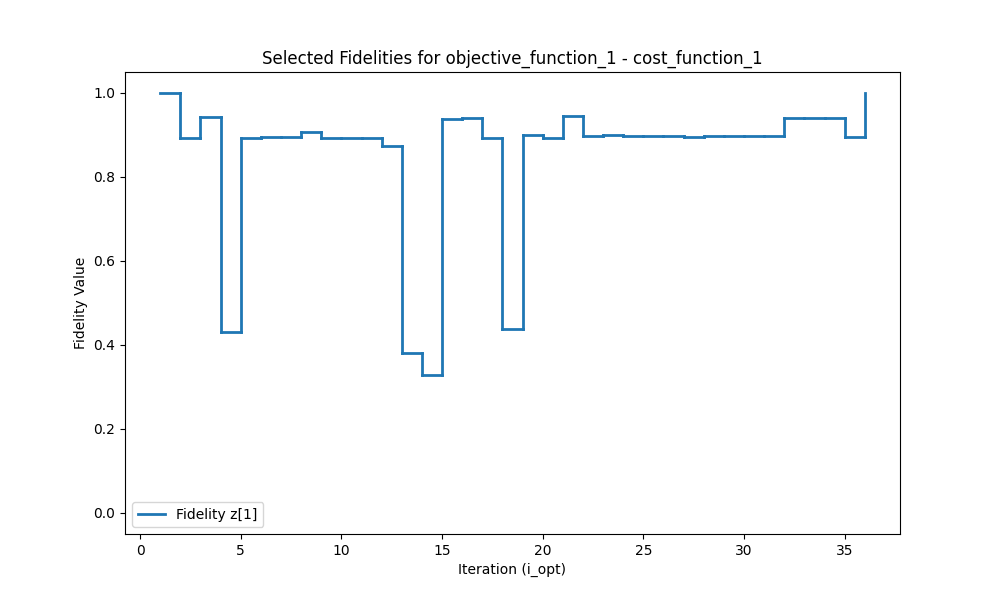 Selected Fidelities for objective_function_1 - cost_function_1
1.0
0.8
0.6
0.4
0.2
0.0
Fidelity Value
Fidelity z[1]
0 5 10 15 20 25 30 35
Iteration (i_opt)